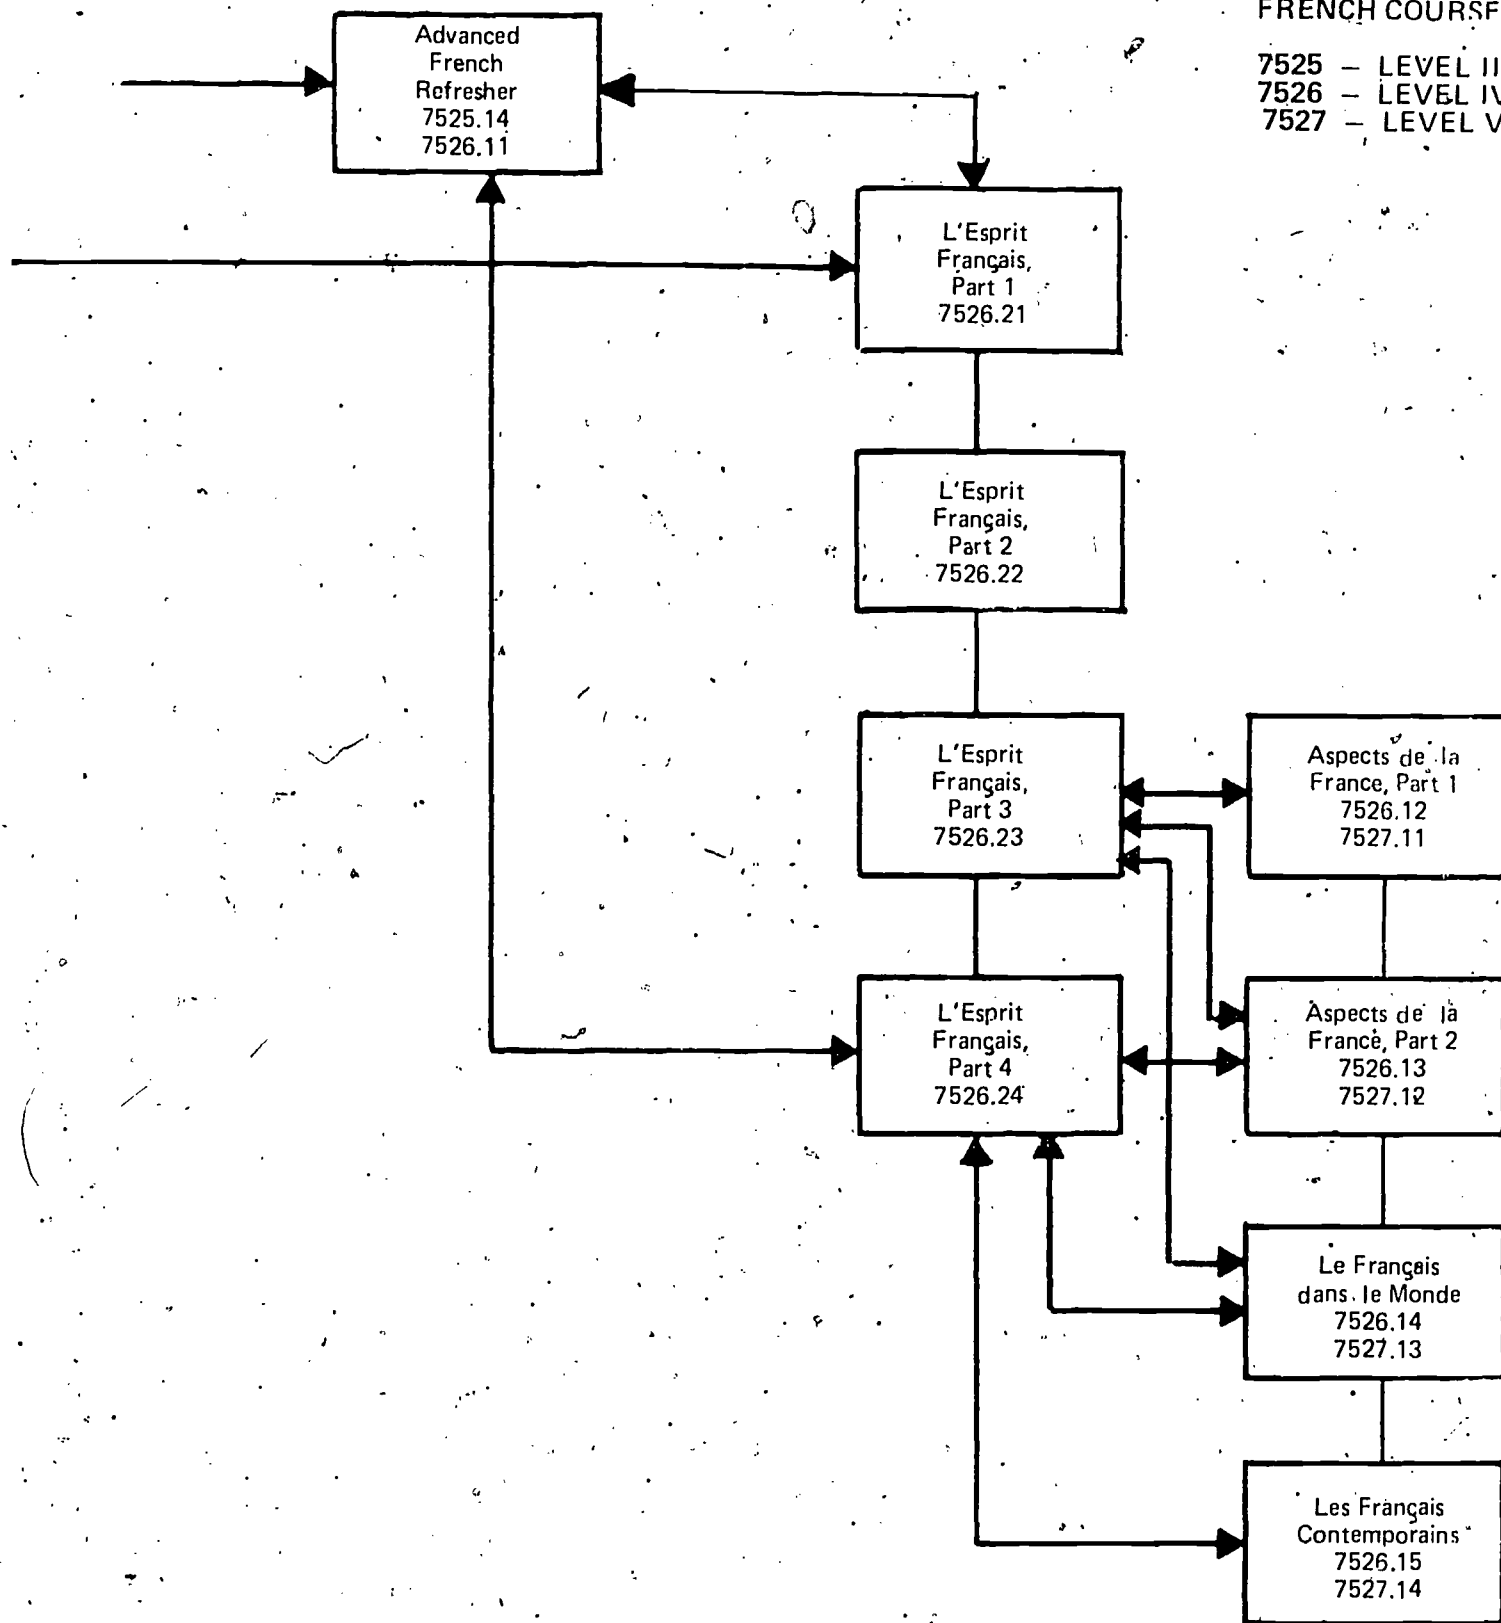 FRENCH COURSE
7525 – LEVEL II
7526 – LEVEL IV
7527 – LEVEL V
Advanced
French
Refresher
7525.14
7526.11
L'Esprit
Français,
Part 1
7526.21
L'Esprit
Français,
Part 2
7526.22
L'Esprit
Français,
Part 3
7526.23
Aspects de la
France, Part 1
7526.12
7527.11
L'Esprit
Français,
Part 4
7526.24
Aspects de la
France, Part 2
7526.13
7527.12
Le Français
dans le Monde
7526.14
7527.13
Les Français
Contemporains
7526.15
7527.14